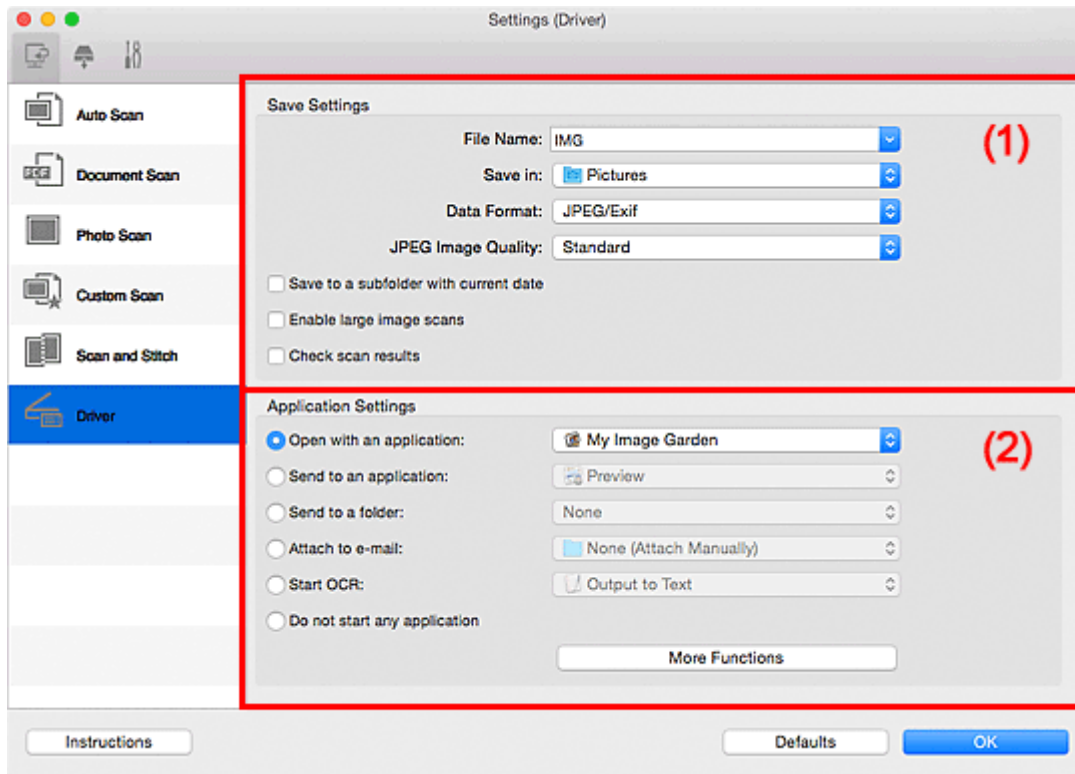 Settings (Driver)
Auto Scan
PDF
Document Scan
Photo Scan
Custom Scan
Scan and Stitch
Driver
Save Settings
(1)
File Name: IMG
Save in: Pictures
Data Format: JPEG/Exif
JPEG Image Quality: Standard
Save to a subfolder with current date
Enable large image scans
Check scan results
Application Settings
(2)
Open with an application: My Image Garden
Send to an application: Preview
Send to a folder: None
Attach to e-mail: None (Attach Manually)
Start OCR: Output to Text
Do not start any application
More Functions
Instructions
Defaults
OK